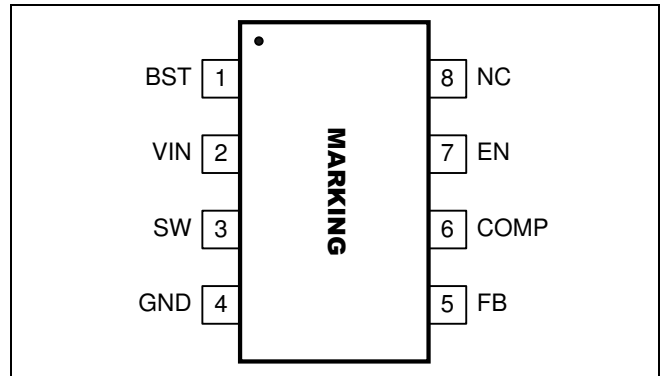 BST 1 8 NC
VIN 2 7 EN
SW 3 6 COMP
GND 4 5 FB
MARKING